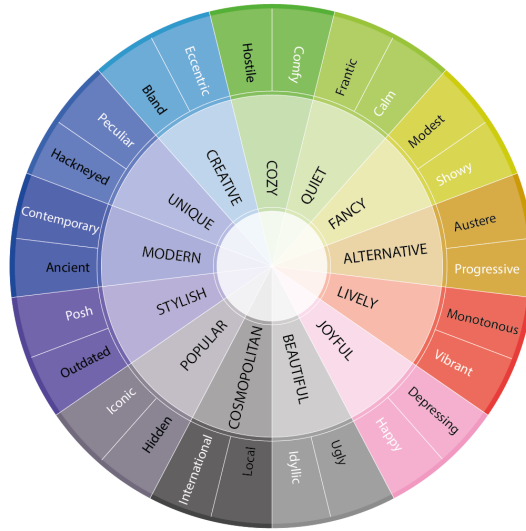 Hostile
Comfy
Frantic
Calm
Modest
Showy
Austere
Progressive
Monotonous
Vibrant
Depressing
Happy
Ugly
Idyllic
Local
International
Hidden
Iconic
Outdated
Posh
Ancient
Contemporary
Hackneyed
Peculiar
Bland
Eccentric
COZY
QUIET
FANCY
ALTERNATIVE
LIVELY
JOYFUL
BEAUTIFUL
COSMOPOLITAN
POPULAR
STYLISH
MODERN
UNIQUE
CREATIVE